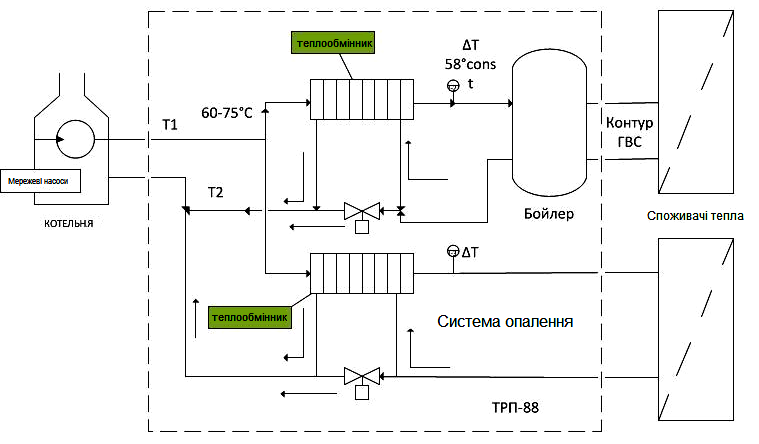 теплообмінник
ΔT
58°cons
t
60-75°C
T1
Контур
ГВС
Мережеві насоси
T2
КОТЕЛЬНЯ
Бойлер
Споживачі тепла
ΔT
теплообмінник
Система опалення
ТРП-88